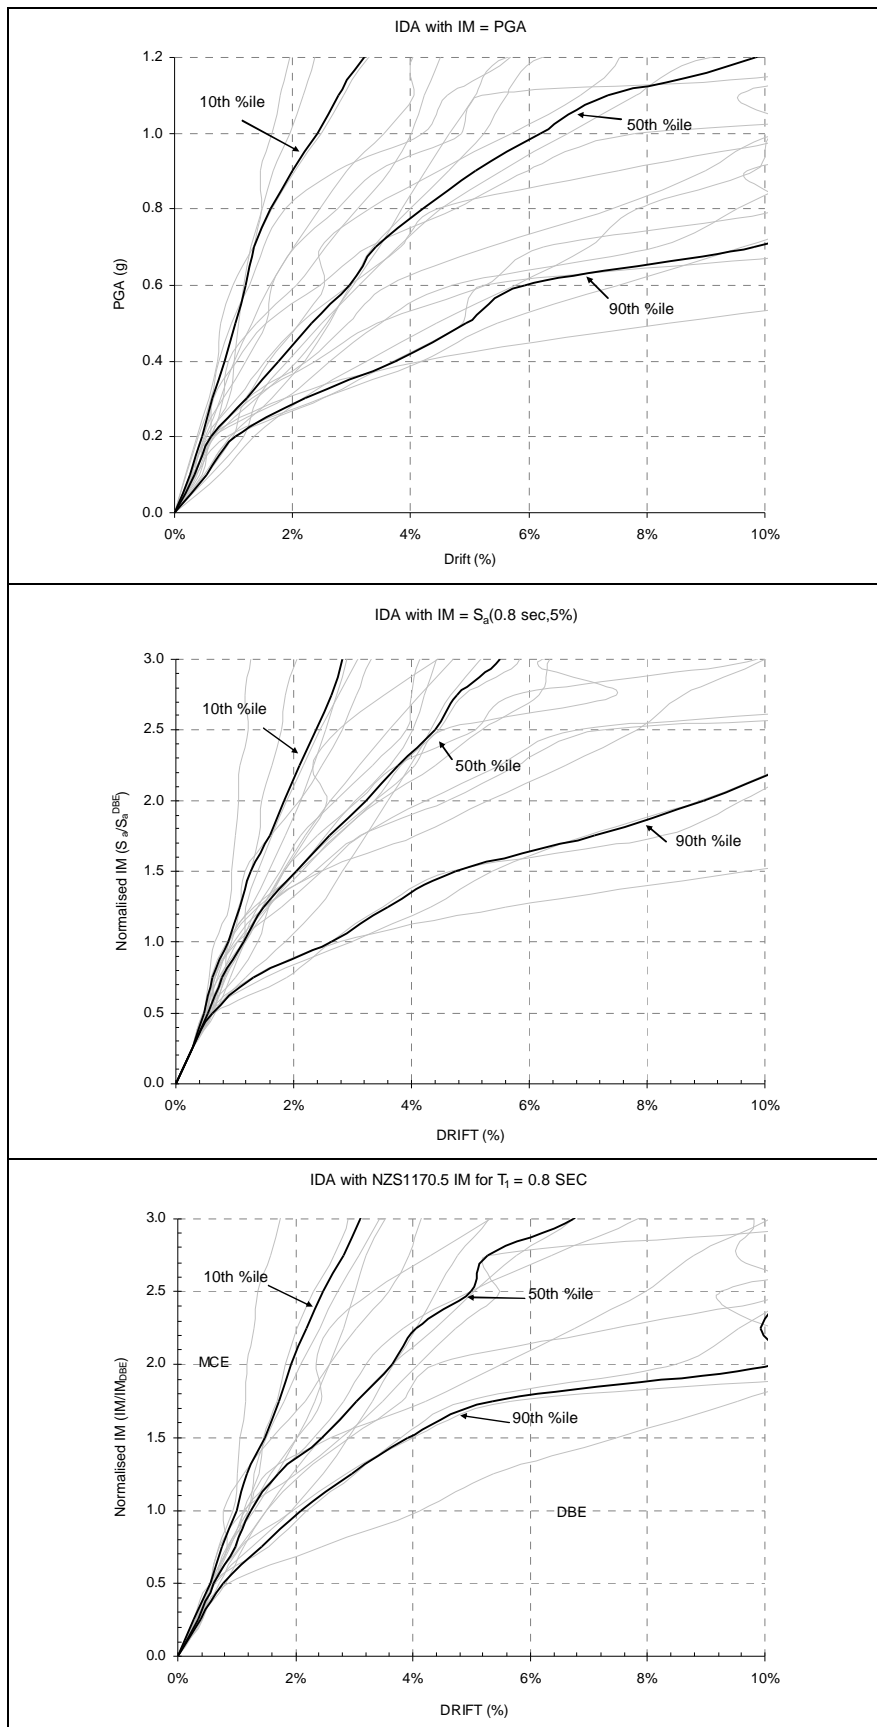 IDA with IM = PGA
1.2
1.0
0.8
0.6
0.4
0.2
0.0
PGA (g)
10th %ile
50th %ile
90th %ile
0% 2% 4% 6% 8% 10%
Drift (%)
IDA with IM = Sa(0.8 sec,5%)
3.0
2.5
2.0
1.5
1.0
0.5
0.0
Normalised IM (Sa/SaDBE)
10th %ile
50th %ile
90th %ile
0% 2% 4% 6% 8% 10%
DRIFT (%)
IDA with NZS1170.5 IM for T1 = 0.8 SEC
3.0
2.5
2.0
1.5
1.0
0.5
0.0
Normalised IM (IM/IMDBE)
10th %ile
50th %ile
MCE
90th %ile
DBE
0% 2% 4% 6% 8% 10%
DRIFT (%)